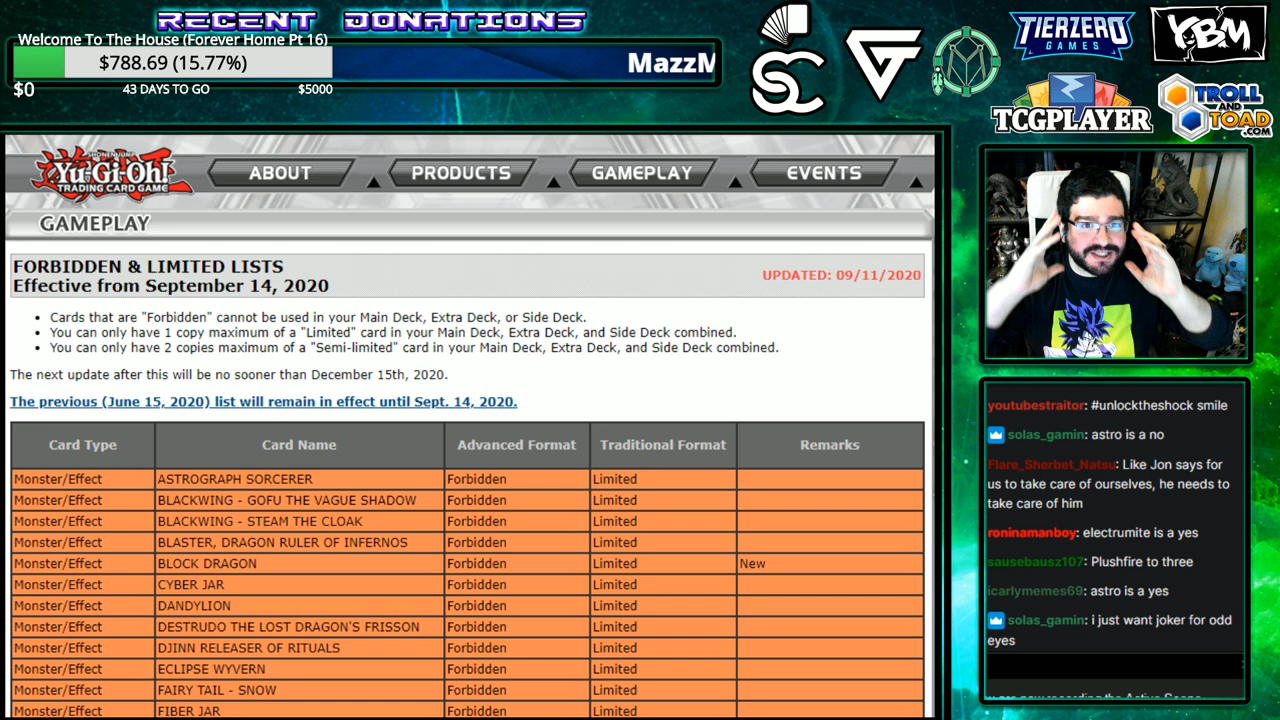 RECENT DONATIONS
Welcome To The House (Forever Home Pt 16)
$788.69 (15.77%)
MazzM
$0 43 DAYS TO GO $5000
SC
TIERZERO
GAMES
YBM
TCGPLAYER
TROLL
AND
TOAD
.COM
SHONEN JUMP
Yu-Gi-Oh!
TRADING CARD GAME
ABOUT PRODUCTS GAMEPLAY EVENTS
GAMEPLAY
FORBIDDEN & LIMITED LISTS
Effective from September 14, 2020
UPDATED: 09/11/2020
Cards that are "Forbidden" cannot be used in your Main Deck, Extra Deck, or Side Deck.
You can only have 1 copy maximum of a "Limited" card in your Main Deck, Extra Deck, and Side Deck combined.
You can only have 2 copies maximum of a "Semi-limited" card in your Main Deck, Extra Deck, and Side Deck combined.
The next update after this will be no sooner than December 15th, 2020.
The previous (June 15, 2020) list will remain in effect until Sept. 14, 2020.
Card Type Card Name Advanced Format Traditional Format Remarks
Monster/Effect ASTROGRAPH SORCERER Forbidden Limited
Monster/Effect BLACKWING - GOFU THE VAGUE SHADOW Forbidden Limited
Monster/Effect BLACKWING - STEAM THE CLOAK Forbidden Limited
Monster/Effect BLASTER, DRAGON RULER OF INFERNOS Forbidden Limited
Monster/Effect BLOCK DRAGON Forbidden Limited New
Monster/Effect CYBER JAR Forbidden Limited
Monster/Effect DANDYLION Forbidden Limited
Monster/Effect DESTRUDO THE LOST DRAGON'S FRISSON Forbidden Limited
Monster/Effect DJINN RELEASER OF RITUALS Forbidden Limited
Monster/Effect ECLIPSE WYVERN Forbidden Limited
Monster/Effect FAIRY TAIL - SNOW Forbidden Limited
Monster/Effect FIBER JAR Forbidden Limited
youtubestraitor: #unlocktheshock smile
solas_gamin: astro is a no
Flare_Sherbet_Natsu: Like Jon says for
us to take care of ourselves, he needs to
take care of him
roninamanboy: electrumite is a yes
sausebausz107: Plushfire to three
icarlymemes69: astro is a yes
solas_gamin: i just want joker for odd
eyes